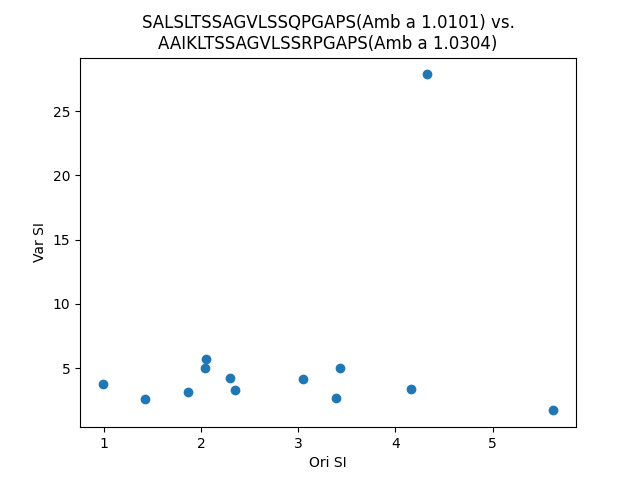 SALSLTSSAGVLSSQPGAPS(Amb a 1.0101) vs.
AAIKLTSSAGVLSSRPGAPS(Amb a 1.0304)
25
20
15
10
5
Var SI
1 2 3 4 5
Ori SI